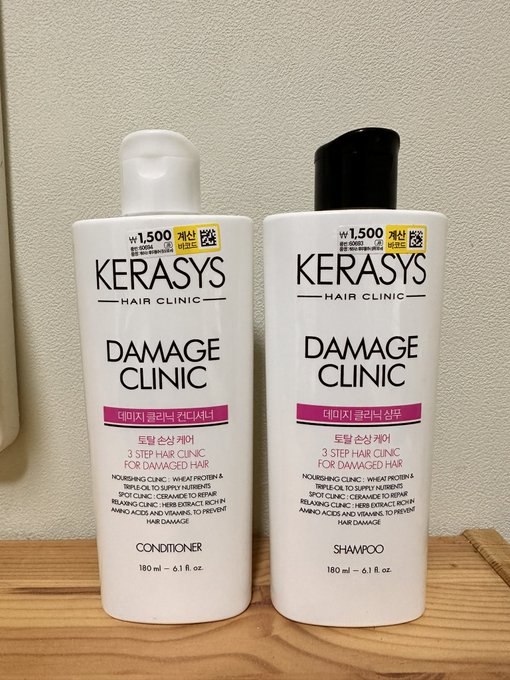 ₩1,500
계산
바코드
품번:60694
KERASYS
HAIR CLINIC
DAMAGE
CLINIC
데미지 클리닉 컨디셔너
토탈 손상 케어
3 STEP HAIR CLINIC
FOR DAMAGED HAIR
NOURISHING CLINIC : WHEAT PROTEIN &
TRIPLE-OIL TO SUPPLY NUTRIENTS
SPOT CLINIC : CERAMIDE TO REPAIR
RELAXING CLINIC : HERB EXTRACT, RICH IN
AMINO ACIDS AND VITAMINS, TO PREVENT
HAIR DAMAGE
CONDITIONER
180 ml – 6.1 fl. oz.
₩1,500
계산
바코드
품번:60693
KERASYS
HAIR CLINIC
DAMAGE
CLINIC
데미지 클리닉 샴푸
토탈 손상 케어
3 STEP HAIR CLINIC
FOR DAMAGED HAIR
NOURISHING CLINIC : WHEAT PROTEIN &
TRIPLE-OIL TO SUPPLY NUTRIENTS
SPOT CLINIC : CERAMIDE TO REPAIR
RELAXING CLINIC : HERB EXTRACT, RICH IN
AMINO ACIDS AND VITAMINS, TO PREVENT
HAIR DAMAGE
SHAMPOO
180 ml – 6.1 fl. oz.